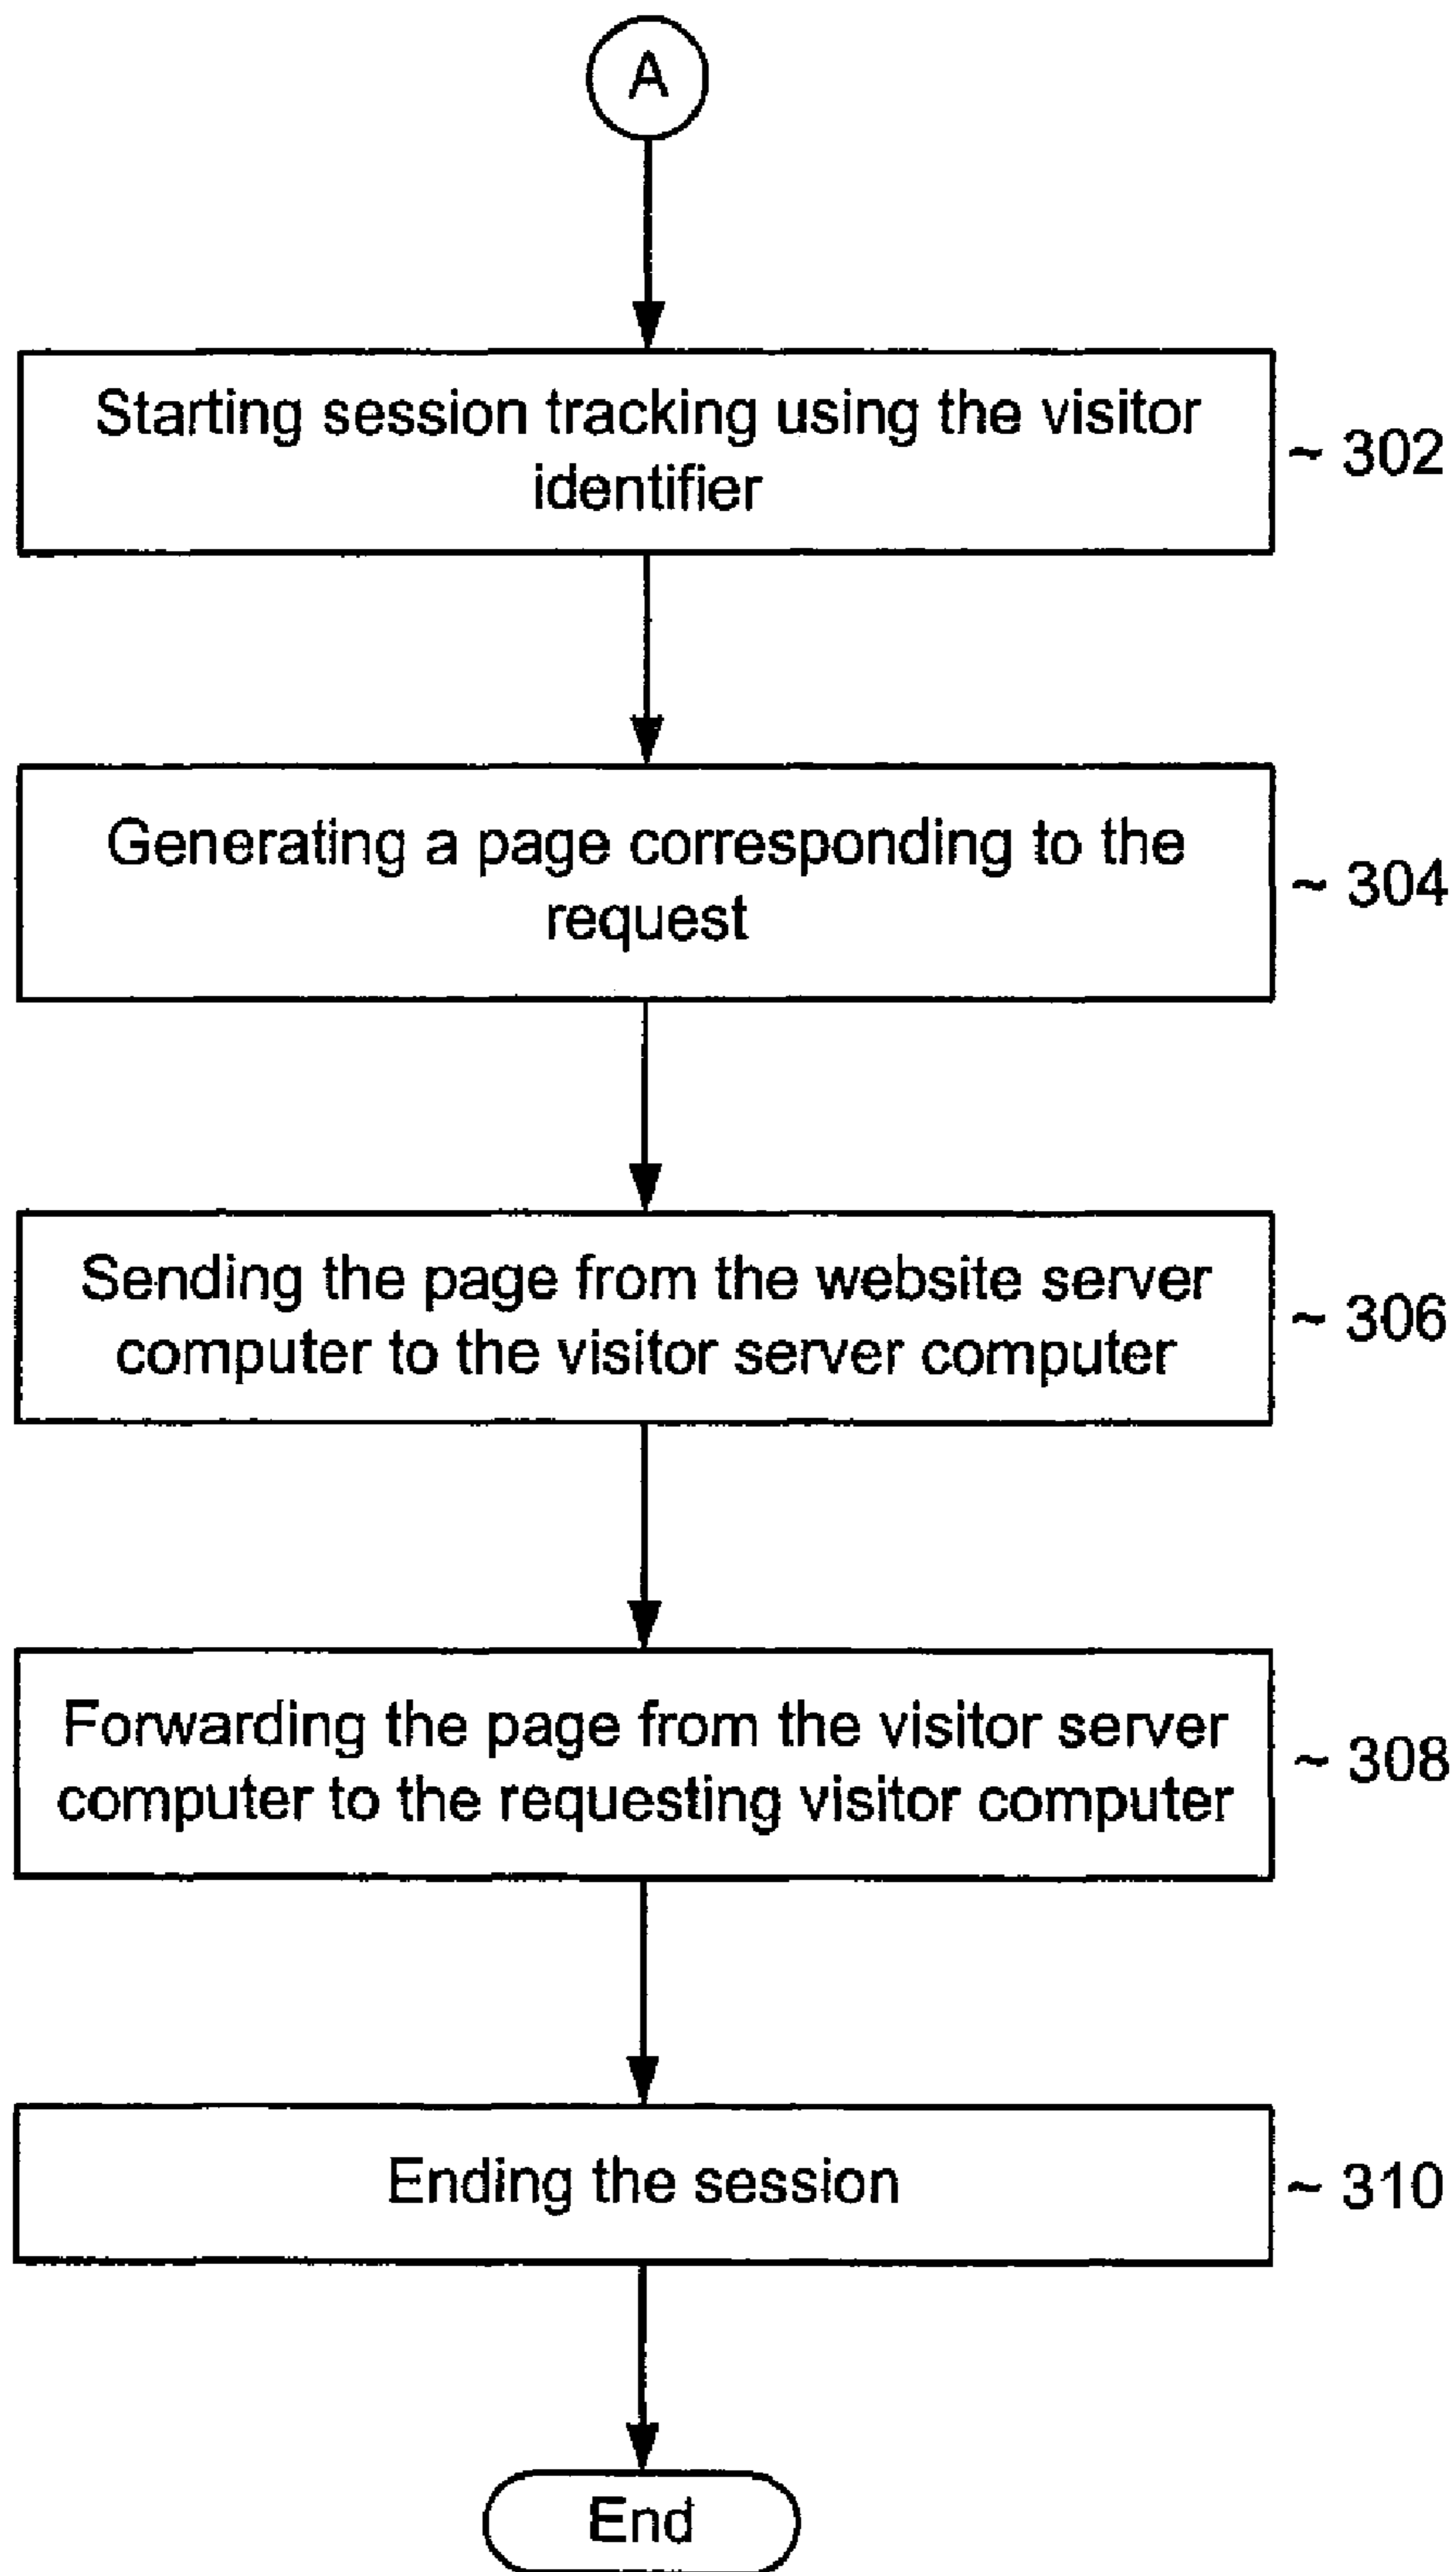 A
Starting session tracking using the visitor
identifier
~ 302
Generating a page corresponding to the
request
~ 304
Sending the page from the website server
computer to the visitor server computer
~ 306
Forwarding the page from the visitor server
computer to the requesting visitor computer
~ 308
Ending the session
~ 310
End